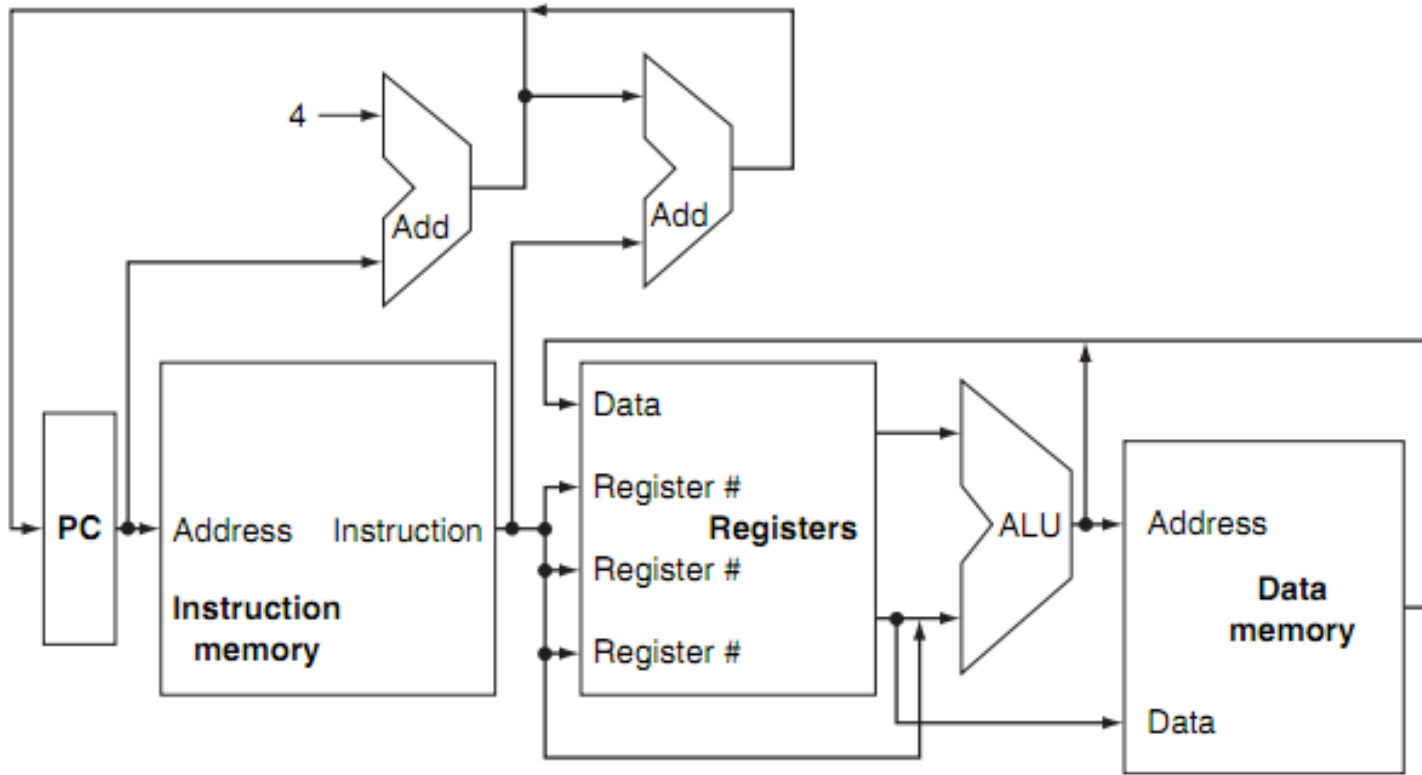 4
Add
Add
Data
Register #
PC
Address
Instruction
Registers
ALU
Address
Register #
Instruction
memory
Data
memory
Register #
Data